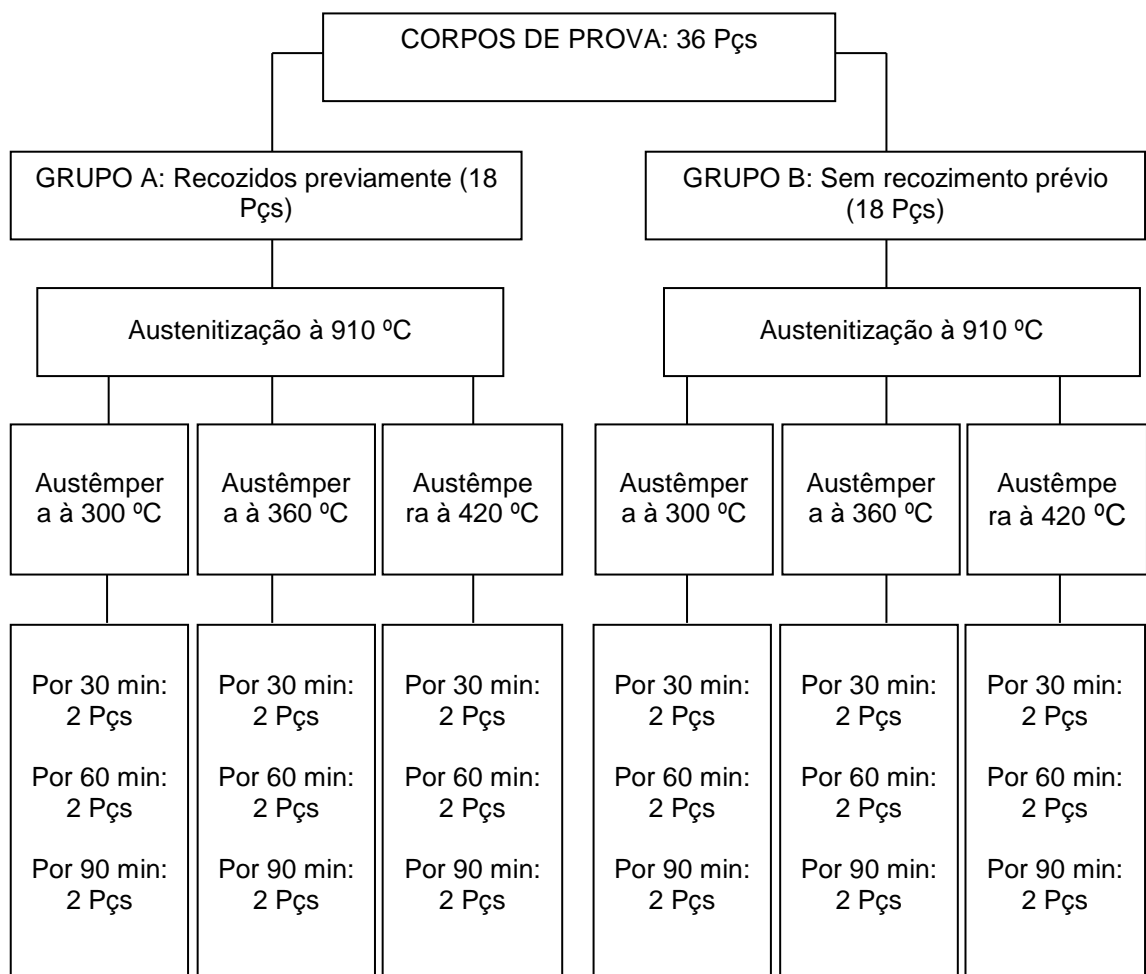 CORPOS DE PROVA: 36 Pçs
GRUPO A: Recozidos previamente (18
Pçs)
GRUPO B: Sem recozimento prévio
(18 Pçs)
Austenitização à 910 ºC
Austenitização à 910 ºC
Austêmper
a à 300 ºC
Austêmper
a à 360 ºC
Austêmpe
ra à 420 ºC
Austêmper
a à 300 ºC
Austêmper
a à 360 ºC
Austêmpe
ra à 420 ºC
Por 30 min:
2 Pçs
Por 60 min:
2 Pçs
Por 90 min:
2 Pçs
Por 30 min:
2 Pçs
Por 60 min:
2 Pçs
Por 90 min:
2 Pçs
Por 30 min:
2 Pçs
Por 60 min:
2 Pçs
Por 90 min:
2 Pçs
Por 30 min:
2 Pçs
Por 60 min:
2 Pçs
Por 90 min:
2 Pçs
Por 30 min:
2 Pçs
Por 60 min:
2 Pçs
Por 90 min:
2 Pçs
Por 30 min:
2 Pçs
Por 60 min:
2 Pçs
Por 90 min:
2 Pçs